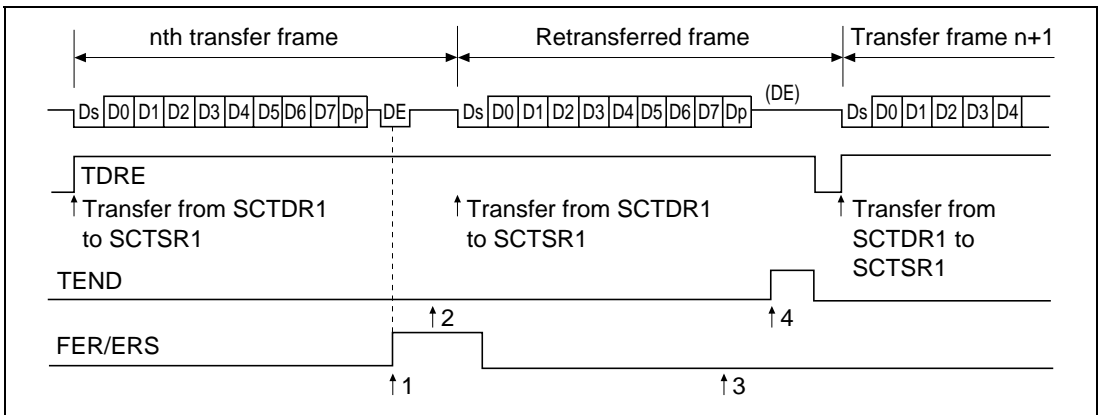 nth transfer frame Retransferred frame Transfer frame n+1
Ds D0 D1 D2 D3 D4 D5 D6 D7 Dp DE Ds D0 D1 D2 D3 D4 D5 D6 D7 Dp (DE) Ds D0 D1 D2 D3 D4
TDRE
Transfer from SCTDR1 Transfer from SCTDR1 Transfer from
to SCTSR1 to SCTSR1 SCTDR1 to
SCTSR1
TEND
2 4
FER/ERS
1 3